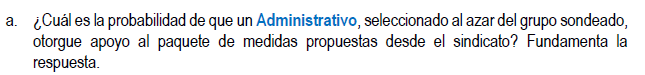 a. ¿Cuál es la probabilidad de que un Administrativo, seleccionado al azar del grupo sondeado,
otorgue apoyo al paquete de medidas propuestas desde el sindicato? Fundamenta la
respuesta.